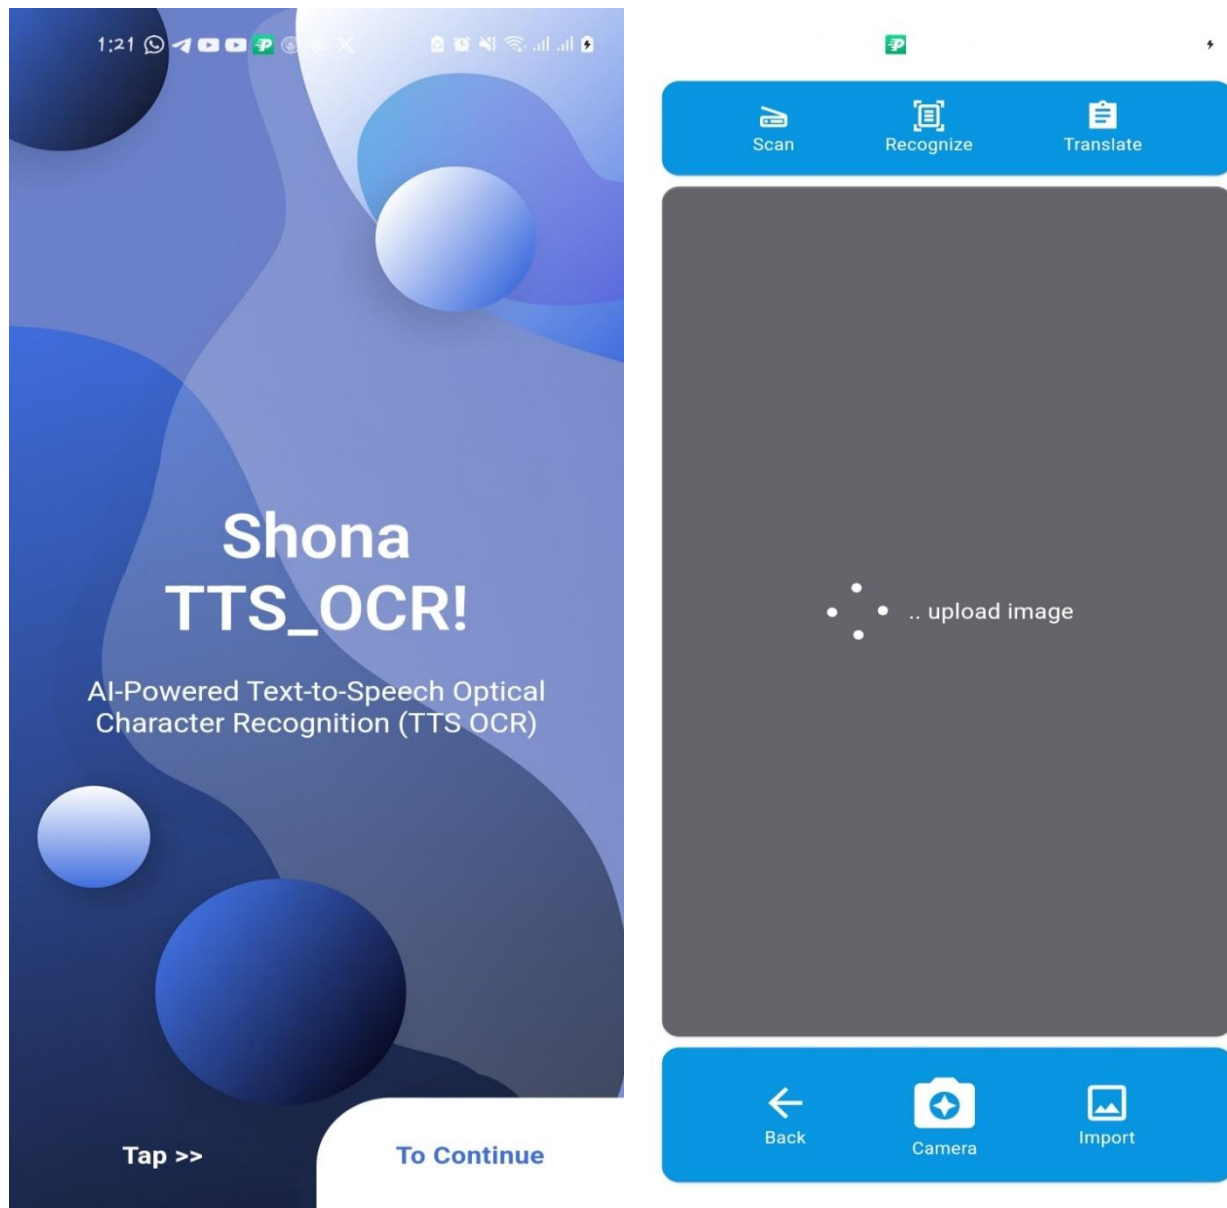 1:21
Shona
TTS_OCR!
AI-Powered Text-to-Speech Optical
Character Recognition (TTS OCR)
Tap >>
To Continue
Scan
Recognize
Translate
.. upload image
Back
Camera
Import